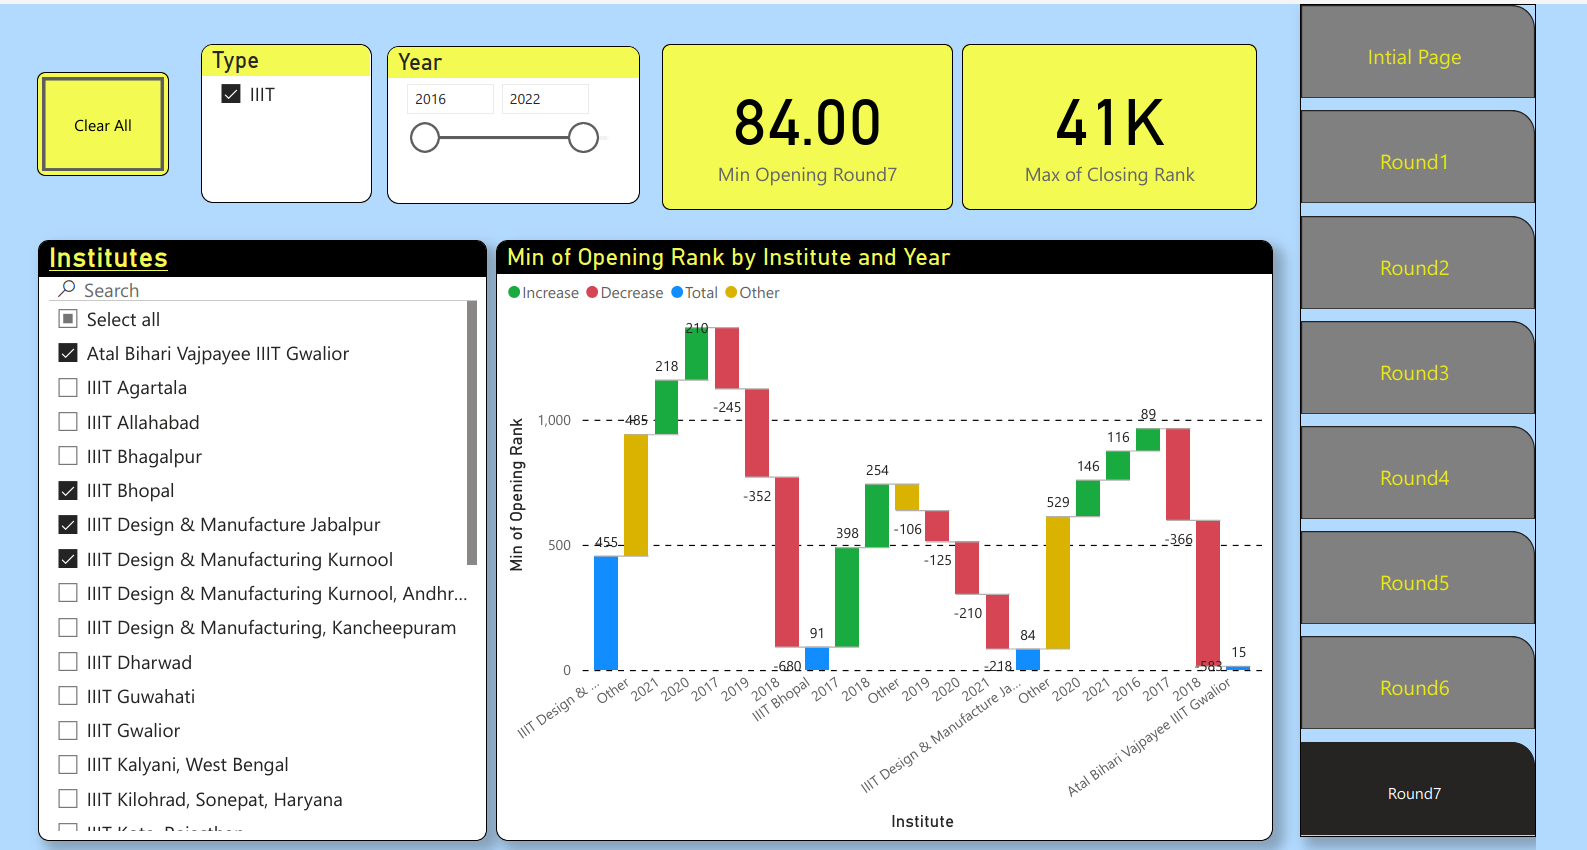 Clear All
Type
IIIT
Year
2016 2022
84.00
Min Opening Round7
41K
Max of Closing Rank
Intial Page
Round1
Round2
Round3
Round4
Round5
Round6
Round7
Institutes
Search
Select all
Atal Bihari Vajpayee IIIT Gwalior
IIIT Agartala
IIIT Allahabad
IIIT Bhagalpur
IIIT Bhopal
IIIT Design & Manufacture Jabalpur
IIIT Design & Manufacturing Kurnool
IIIT Design & Manufacturing Kurnool, Andhr...
IIIT Design & Manufacturing, Kancheepuram
IIIT Dharwad
IIIT Guwahati
IIIT Gwalior
IIIT Kalyani, West Bengal
IIIT Kilohrad, Sonepat, Haryana
Min of Opening Rank by Institute and Year
Increase Decrease Total Other
Min of Opening Rank
1,000
500
0
455
-485
218
210
-245
-352
-680
91
398
254
-106
-125
-210
-218
84
529
146
116
89
-366
-583
15
IIIT Design & ...
Other
2021
2020
2017
2019
2018
IIIT Bhopal
2017
2018
Other
2019
2020
2021
IIIT Design & Manufacture Ja...
Other
2020
2021
2016
2017
2018
Atal Bihari Vajpayee IIIT Gwalior
Institute